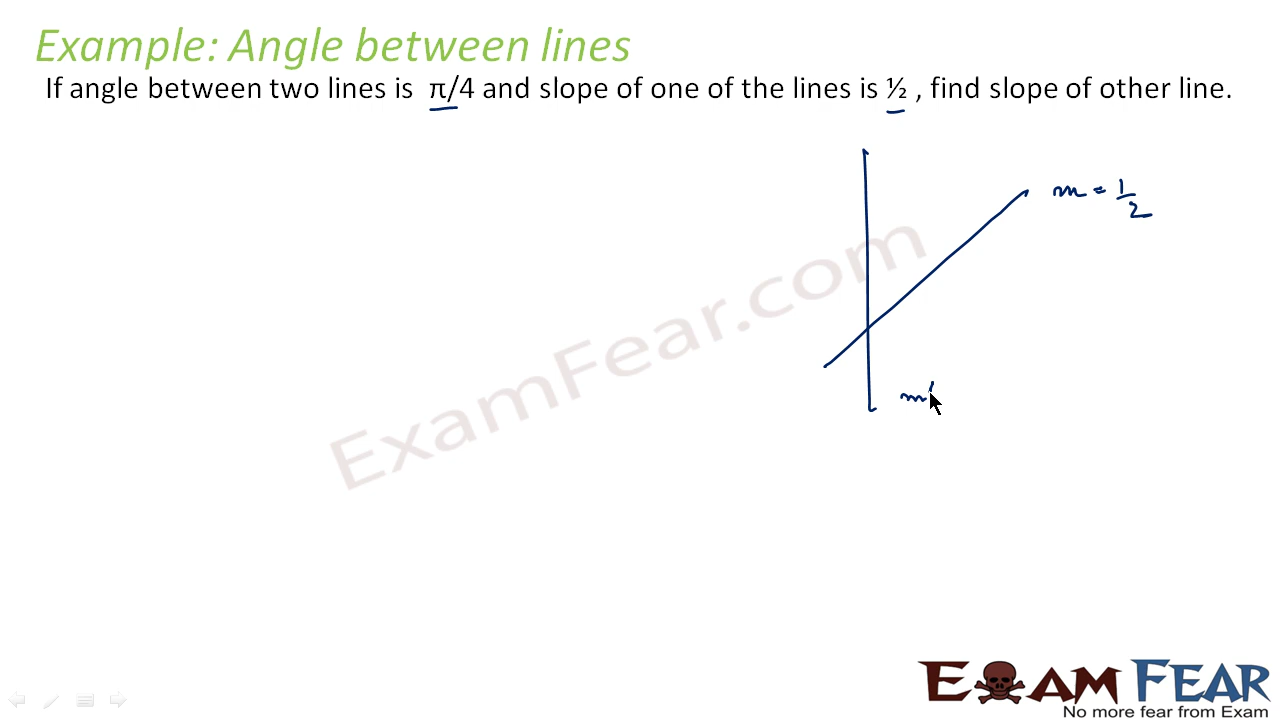 Example: Angle between lines
If angle between two lines is π/4 and slope of one of the lines is ½ , find slope of other line.
m = 1/2
ExamFear.com
m'
EXAM FEAR
No more fear from Exam